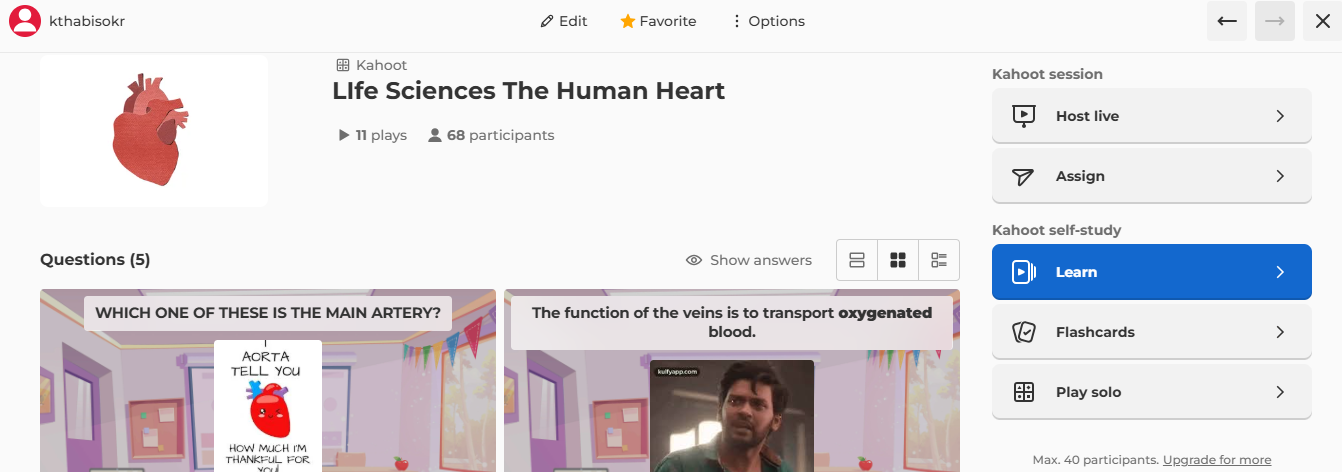 kthabisokr
Edit
Favorite
Options
Kahoot
LIfe Sciences The Human Heart
11 plays
68 participants
Questions (5)
Show answers
WHICH ONE OF THESE IS THE MAIN ARTERY?
I
AORTA
TELL YOU
HOW MUCH I'M
THANKFUL FOR
YOU
The function of the veins is to transport oxygenated
blood.
kulfyapp.com
Kahoot session
Host live
Assign
Kahoot self-study
Learn
Flashcards
Play solo
Max. 40 participants. Upgrade for more